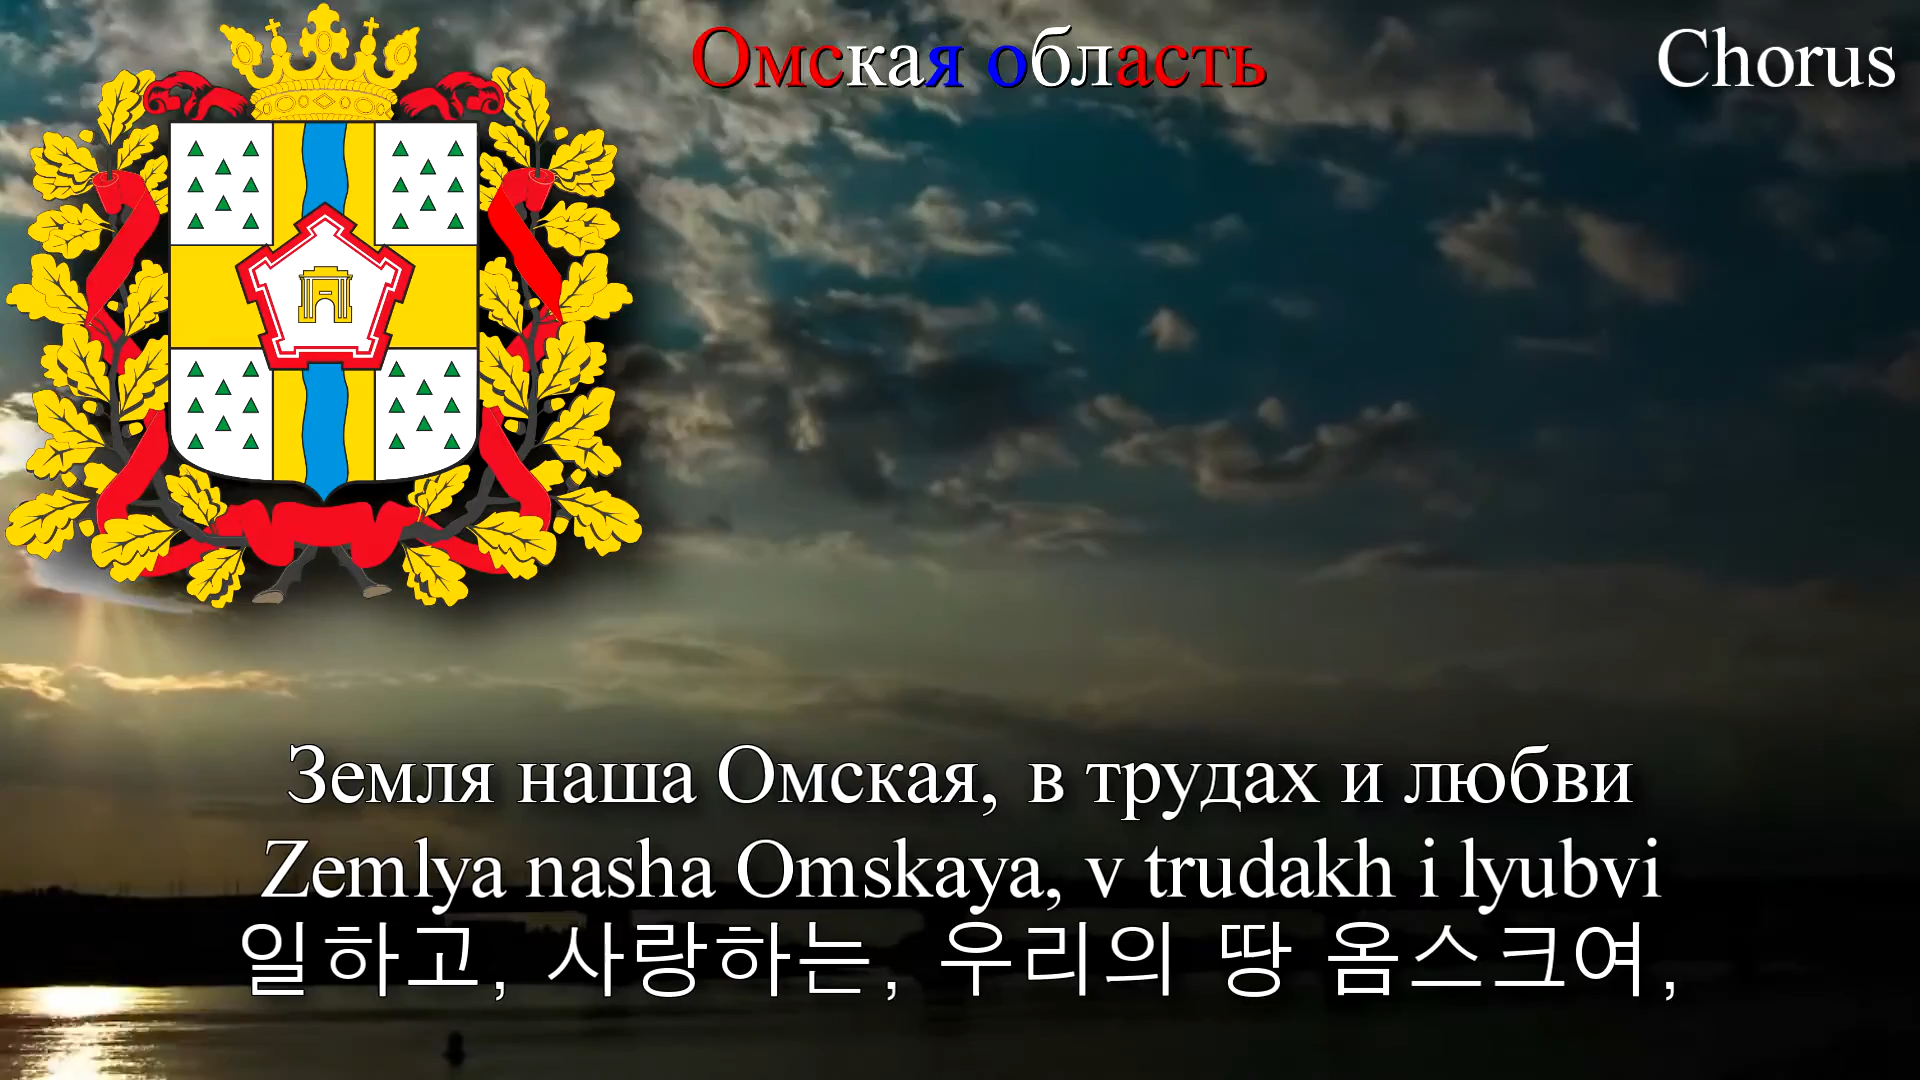 Омская область
Chorus
Земля наша Омская, в трудах и любви
Zemlya nasha Omskaya, v trudakh i lyubvi
일하고, 사랑하는, 우리의 땅 옴스크여,